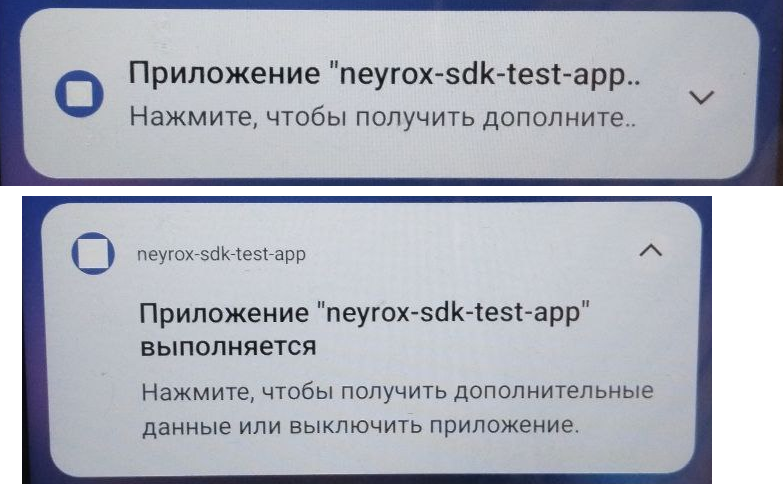 Приложение "neyrox-sdk-test-app..
Нажмите, чтобы получить дополните..
neyrox-sdk-test-app
Приложение "neyrox-sdk-test-app"
выполняется
Нажмите, чтобы получить дополнительные
данные или выключить приложение.